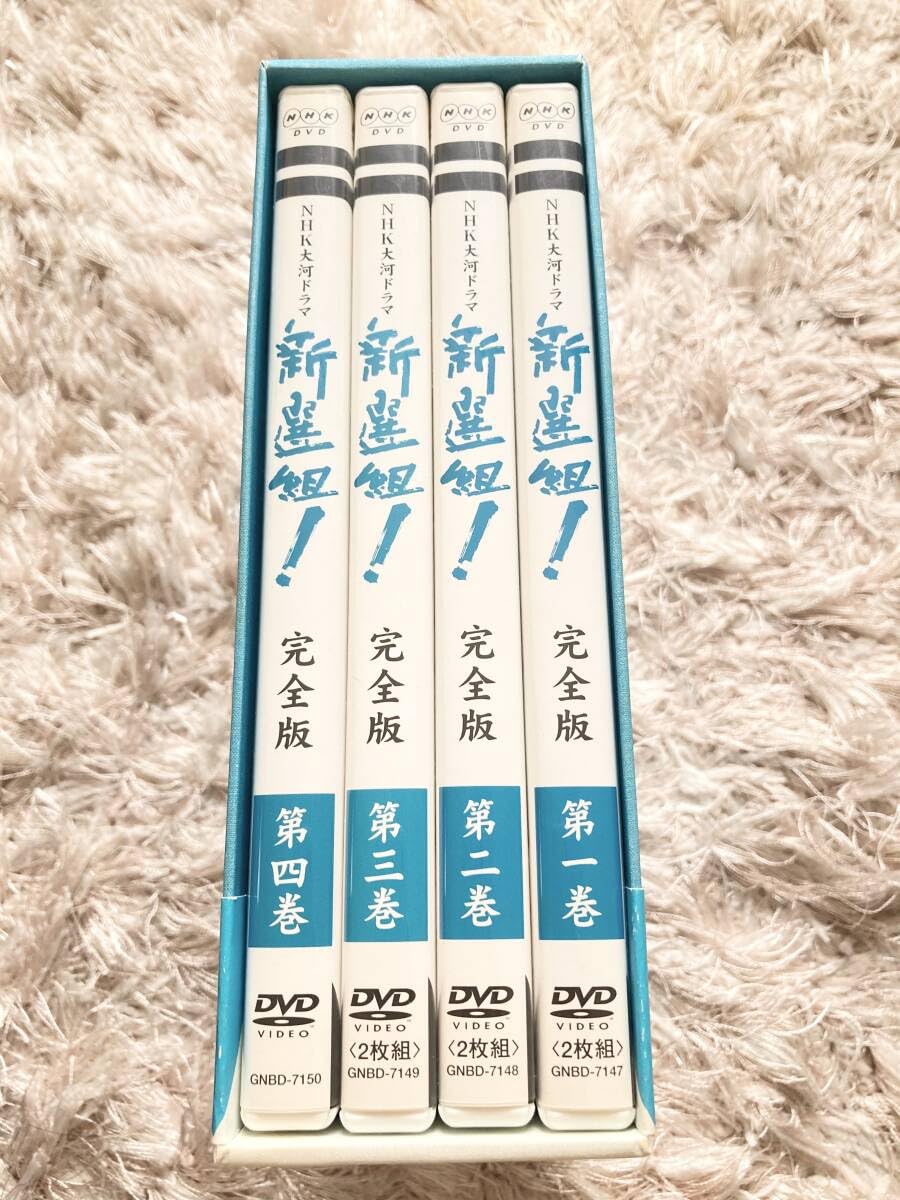 NHK
DVD
NHK大河ドラマ
新選組!
完全版
第一巻
DVD
VIDEO™
〈2枚組〉
GNBD-7147
NHK
DVD
NHK大河ドラマ
新選組!
完全版
第二巻
DVD
VIDEO™
〈2枚組〉
GNBD-7148
NHK
DVD
NHK大河ドラマ
新選組!
完全版
第三巻
DVD
VIDEO™
〈2枚組〉
GNBD-7149
NHK
DVD
NHK大河ドラマ
新選組!
完全版
第四巻
DVD
VIDEO™
GNBD-7150